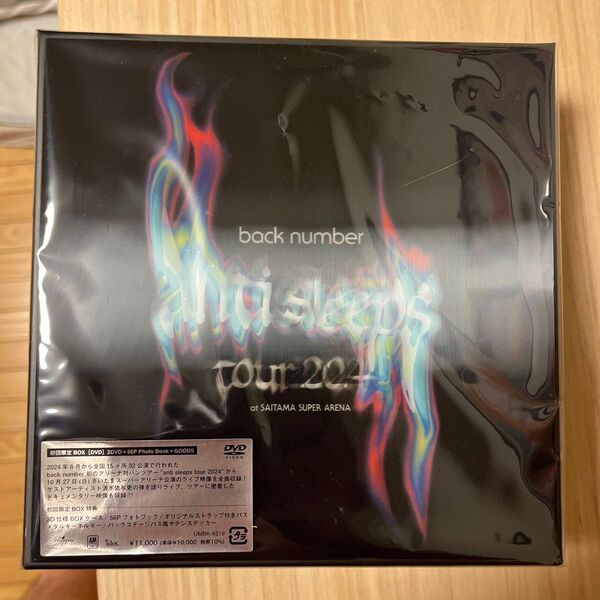 back number
anti sleeps
tour 2024
at SAITAMA SUPER ARENA
初回限定 BOX [DVD] 3DVD+56P Photo Book+GOODS
DVD
VIDEO
2024年8月から全国15ヶ所32公演で行われた
back number 初のアリーナ対バンツアー"anti sleeps tour 2024"から
10月27日(日)さいたまスーパーアリーナ公演のライブ映像を全曲収録!
ゲストアーティスト清水依与吏の弾き語りライブ、ツアーに密着した
ドキュメンタリー映像も収録!!
初回限定BOX特典
3D仕様BOXケース/56Pフォトブック/オリジナルストラップ付きパス
メタルキーホルダー/バックステージパス風サテンステッカー
UMBK-9319
¥11,000 (本体¥10,000 税率10%)